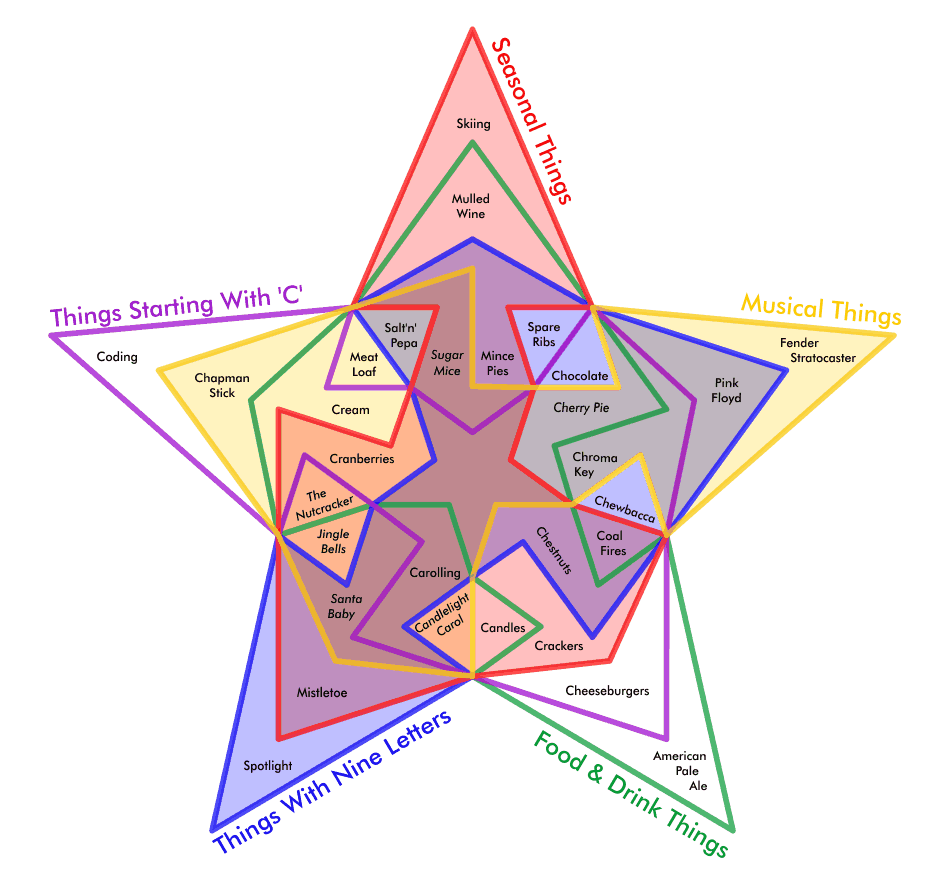 Seasonal Things
Skiing
Mulled
Wine
Things Starting With 'C'
Musical Things
Coding
Fender
Stratocaster
Salt'n'
Pepa
Sugar
Mice
Mince
Pies
Spare
Ribs
Meat
Loaf
Chocolate
Chapman
Stick
Pink
Floyd
Cream
Cherry Pie
Cranberries
Chroma
Key
The
Nutcracker
Chewbacca
Jingle
Bells
Coal
Fires
Chestnuts
Carolling
Santa
Baby
Candlelight
Carol
Candles
Crackers
Mistletoe
Cheeseburgers
Spotlight
American
Pale
Ale
Things With Nine Letters
Food & Drink Things